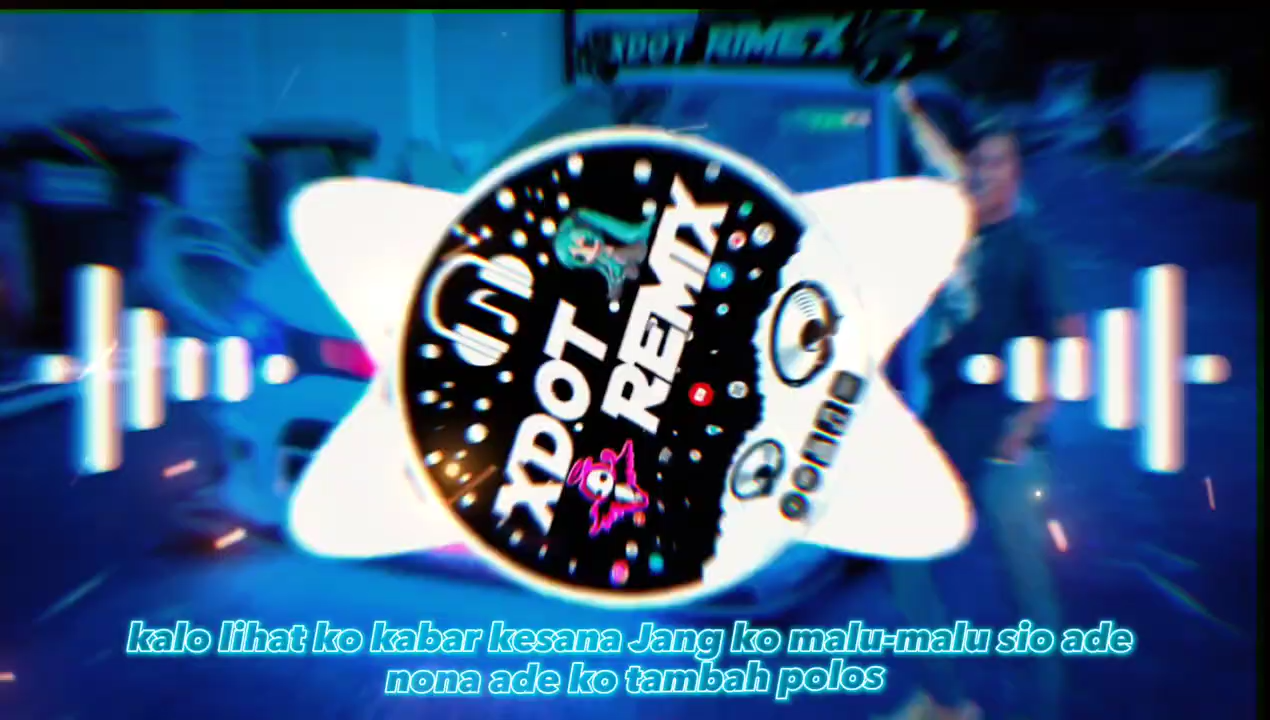 XDOT RIMEX
XDOT
REMIX
kalo lihat ko kabar kesana Jang ko malu-malu sio ade
nona ade ko tambah polos